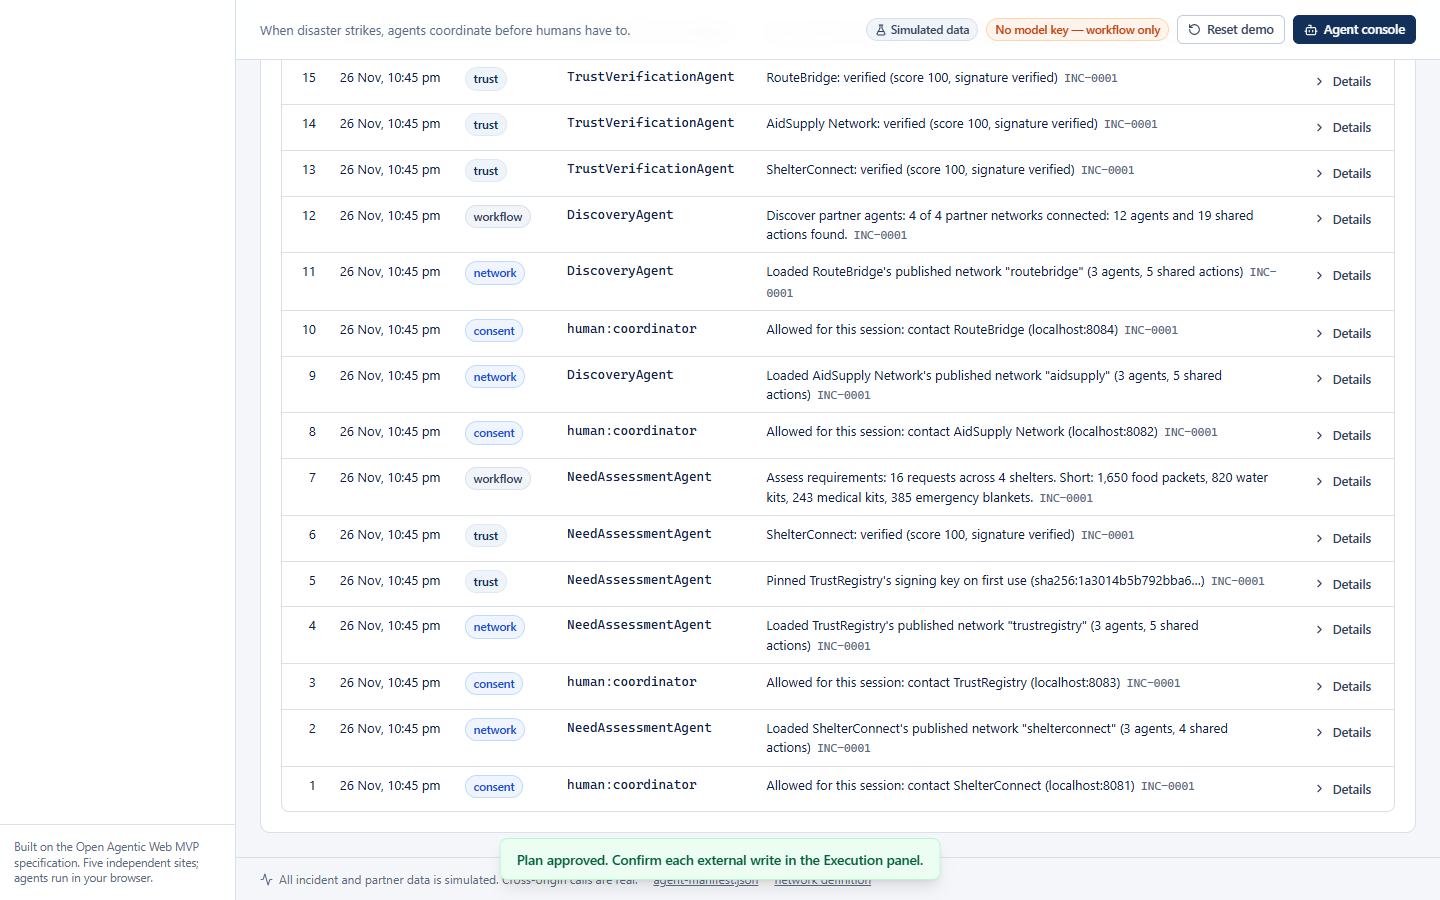 When disaster strikes, agents coordinate before humans have to.
Simulated data
No model key — workflow only
Reset demo
Agent console
15 26 Nov, 10:45 pm trust TrustVerificationAgent RouteBridge: verified (score 100, signature verified) INC-0001 Details
14 26 Nov, 10:45 pm trust TrustVerificationAgent AidSupply Network: verified (score 100, signature verified) INC-0001 Details
13 26 Nov, 10:45 pm trust TrustVerificationAgent ShelterConnect: verified (score 100, signature verified) INC-0001 Details
12 26 Nov, 10:45 pm workflow DiscoveryAgent Discover partner agents: 4 of 4 partner networks connected: 12 agents and 19 shared Details
actions found. INC-0001
11 26 Nov, 10:45 pm network DiscoveryAgent Loaded RouteBridge's published network "routebridge" (3 agents, 5 shared actions) INC- Details
0001
10 26 Nov, 10:45 pm consent human:coordinator Allowed for this session: contact RouteBridge (localhost:8084) INC-0001 Details
9 26 Nov, 10:45 pm network DiscoveryAgent Loaded AidSupply Network's published network "aidsupply" (3 agents, 5 shared Details
actions) INC-0001
8 26 Nov, 10:45 pm consent human:coordinator Allowed for this session: contact AidSupply Network (localhost:8082) INC-0001 Details
7 26 Nov, 10:45 pm workflow NeedAssessmentAgent Assess requirements: 16 requests across 4 shelters. Short: 1,650 food packets, 820 water Details
kits, 243 medical kits, 385 emergency blankets. INC-0001
6 26 Nov, 10:45 pm trust NeedAssessmentAgent ShelterConnect: verified (score 100, signature verified) INC-0001 Details
5 26 Nov, 10:45 pm trust NeedAssessmentAgent Pinned TrustRegistry's signing key on first use (sha256:1a3014b5b792bba6...) INC-0001 Details
4 26 Nov, 10:45 pm network NeedAssessmentAgent Loaded TrustRegistry's published network "trustregistry" (3 agents, 5 shared Details
actions) INC-0001
3 26 Nov, 10:45 pm consent human:coordinator Allowed for this session: contact TrustRegistry (localhost:8083) INC-0001 Details
2 26 Nov, 10:45 pm network NeedAssessmentAgent Loaded ShelterConnect's published network "shelterconnect" (3 agents, 4 shared Details
actions) INC-0001
1 26 Nov, 10:45 pm consent human:coordinator Allowed for this session: contact ShelterConnect (localhost:8081) INC-0001 Details
Built on the Open Agentic Web MVP
specification. Five independent sites;
agents run in your browser.
Plan approved. Confirm each external write in the Execution panel.
All incident and partner data is simulated. Cross-origin calls are real. agent-manifest.json network definition